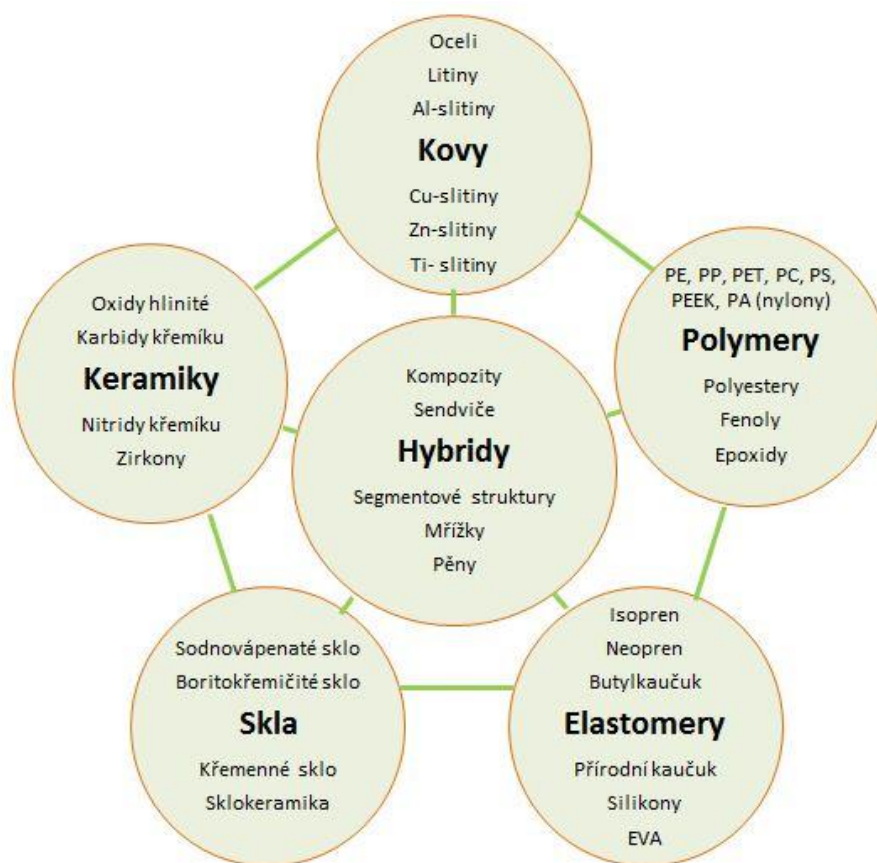 Oceli
Litiny
Al-slitiny
Kovy
Cu-slitiny
Zn-slitiny
Ti- slitiny
Oxidy hlinité
Karbidy křemíku
Keramiky
Nitridy křemíku
Zirkony
PE, PP, PET, PC, PS,
PEEK, PA (nylony)
Polymery
Polyestery
Fenoly
Epoxidy
Kompozity
Sendviče
Hybridy
Segmentové struktury
Mřížky
Pěny
Sodnovápenaté sklo
Boritokřemičité sklo
Skla
Křemenné sklo
Sklokeramika
Isopren
Neopren
Butylkaučuk
Elastomery
Přírodní kaučuk
Silikony
EVA